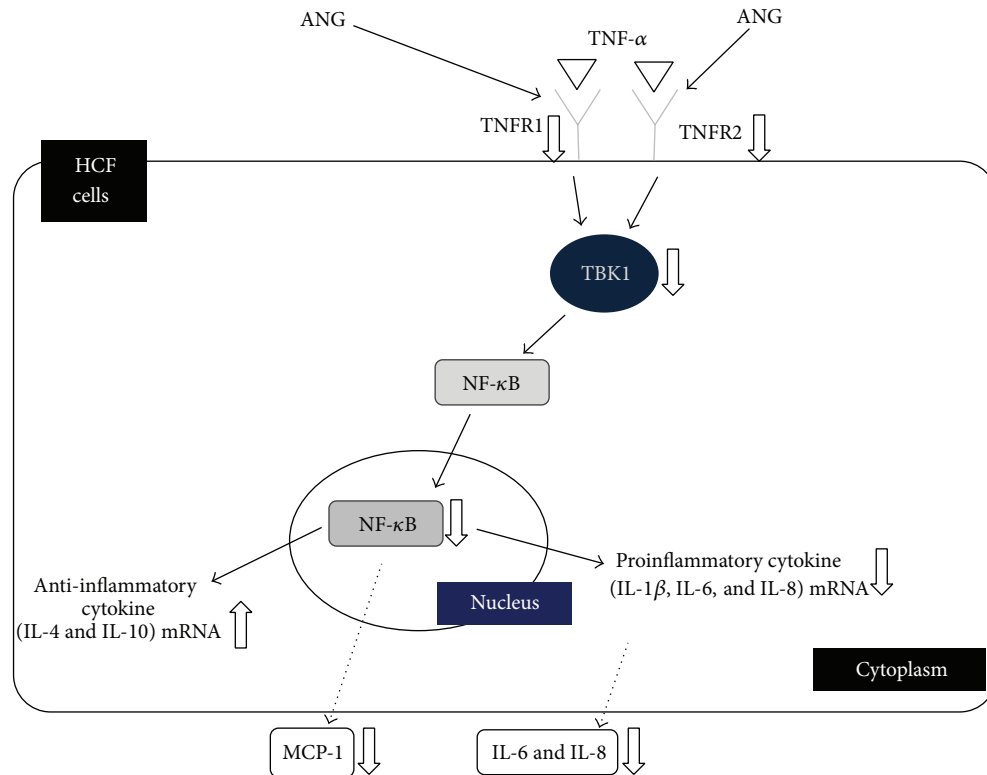 ANG
TNF-α
ANG
TNFR1
TNFR2
HCF
cells
TBK1
NF-κB
NF-κB
Anti-inflammatory
cytokine
(IL-4 and IL-10) mRNA
Proinflammatory cytokine
(IL-1β, IL-6, and IL-8) mRNA
Nucleus
Cytoplasm
MCP-1
IL-6 and IL-8